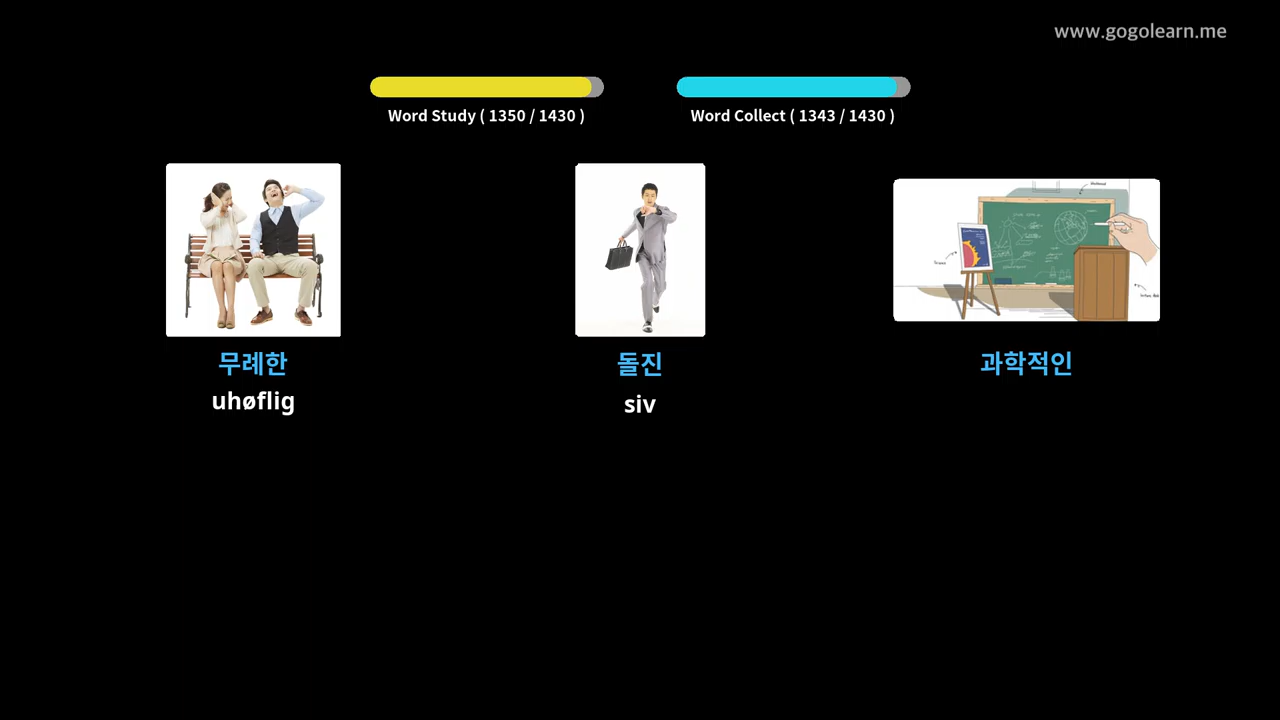 www.gogolearn.me
Word Study ( 1350 / 1430 )
Word Collect ( 1343 / 1430 )
무례한
돌진
과학적인
uhøflig
siv